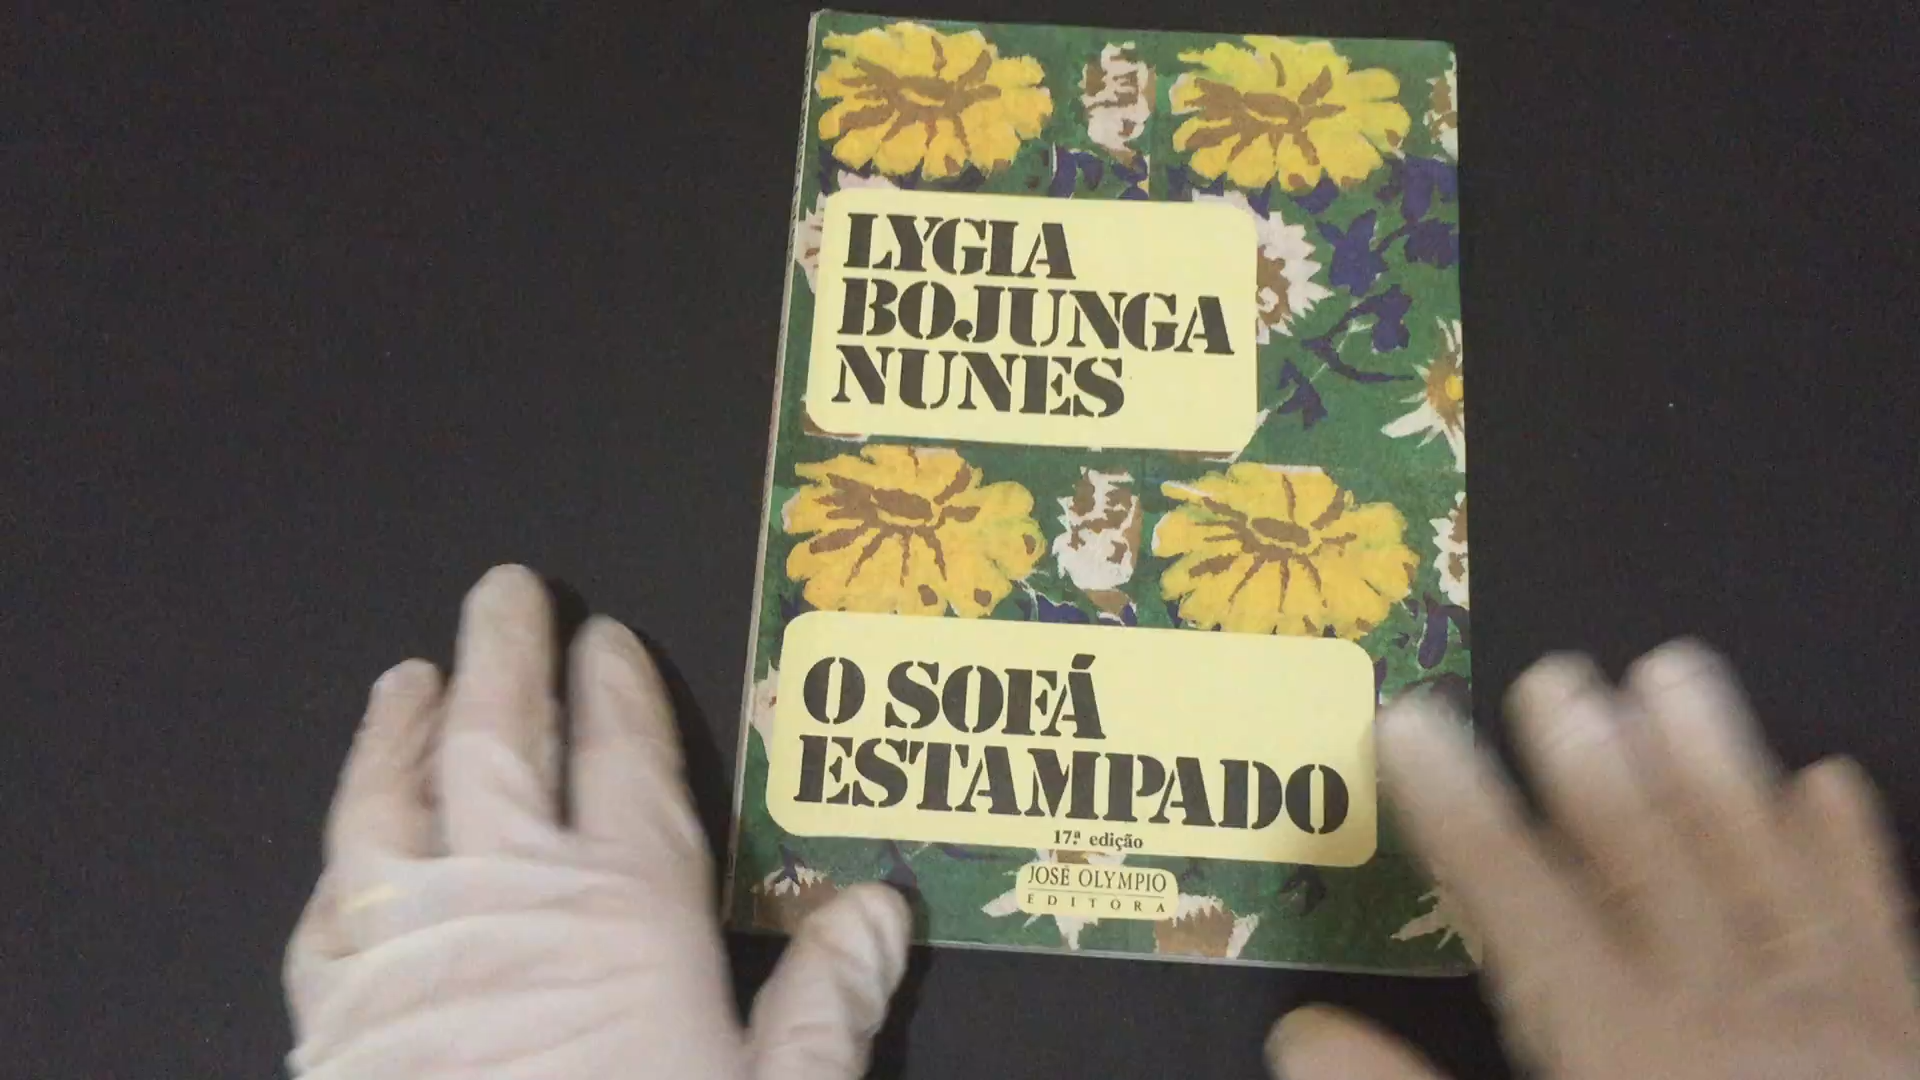 LYGIA
BOJUNGA
NUNES
O SOFÁ
ESTAMPADO
17ª edição
JOSÉ OLYMPIO
EDITORA